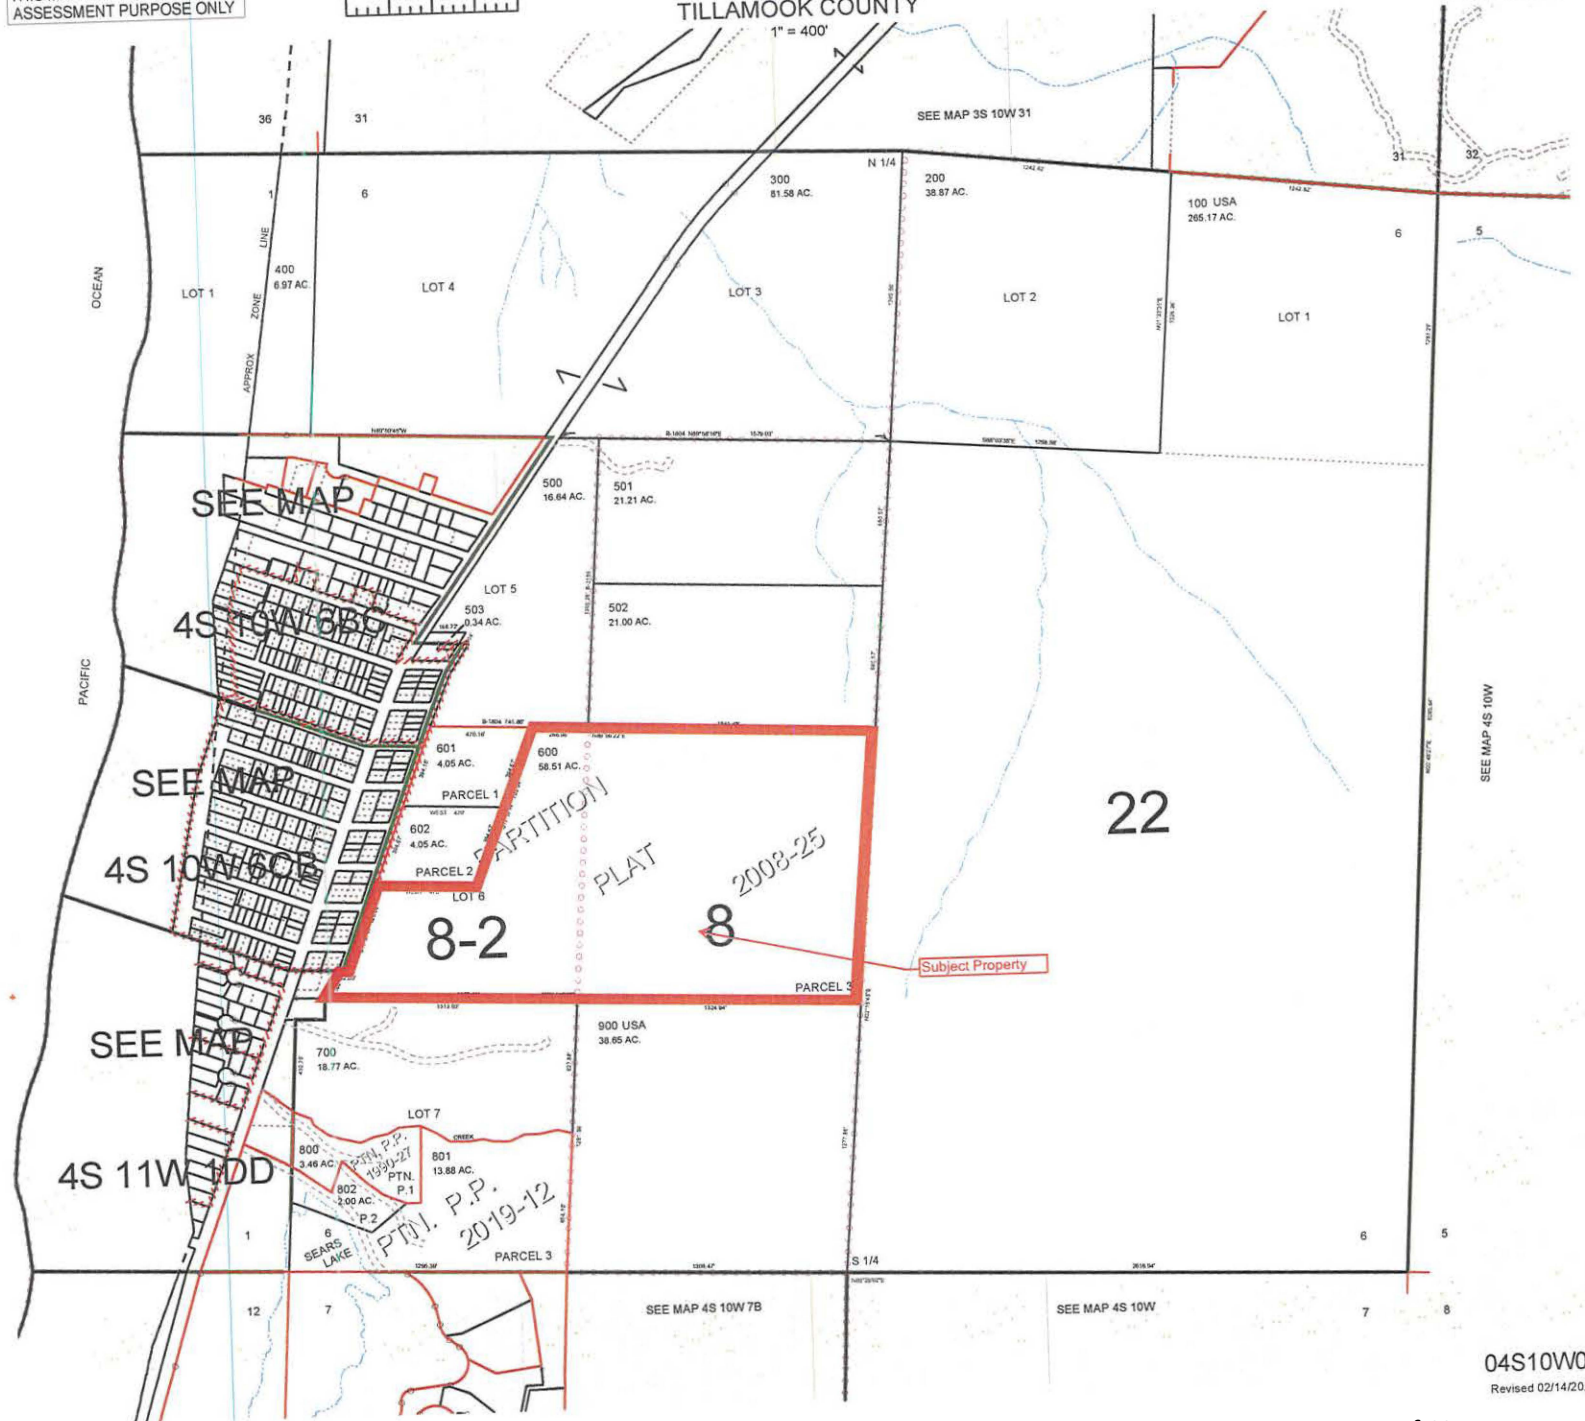 ASSESSMENT PURPOSE ONLY
TILLAMOOK COUNTY
1" = 400'
SEE MAP 3S 10W 31
36
31
31
32
N 1/4
1
6
300
81.58 AC.
200
38.87 AC.
100 USA
265.17 AC.
6
5
OCEAN
LINE
ZONE
APPROX
400
6.97 AC.
LOT 1
LOT 4
LOT 3
LOT 2
LOT 1
500
16.64 AC.
501
21.21 AC.
SEE MAP
4S 10W 6BC
LOT 5
503
0.34 AC.
502
21.00 AC.
PACIFIC
SEE MAP 4S 10W
601
4.05 AC.
PARCEL 1
600
58.51 AC.
SEE MAP
4S 10W 6CB
602
4.05 AC.
PARCEL 2
LOT 6
PARTITION
PLAT
2008-25
22
8-2
8
Subject Property
PARCEL 3
SEE MAP
4S 11W 1DD
900 USA
38.65 AC.
700
18.77 AC.
LOT 7
CREEK
800
3.46 AC.
PTN. P.P.
1990-27
PTN.
P.1
801
13.88 AC.
802
2.00 AC.
P.2
PTN. P.P.
2019-12
PARCEL 3
1
6
SEARS
LAKE
6
5
S 1/4
12
7
SEE MAP 4S 10W 7B
SEE MAP 4S 10W
7
8
04S10W0
Revised 02/14/20